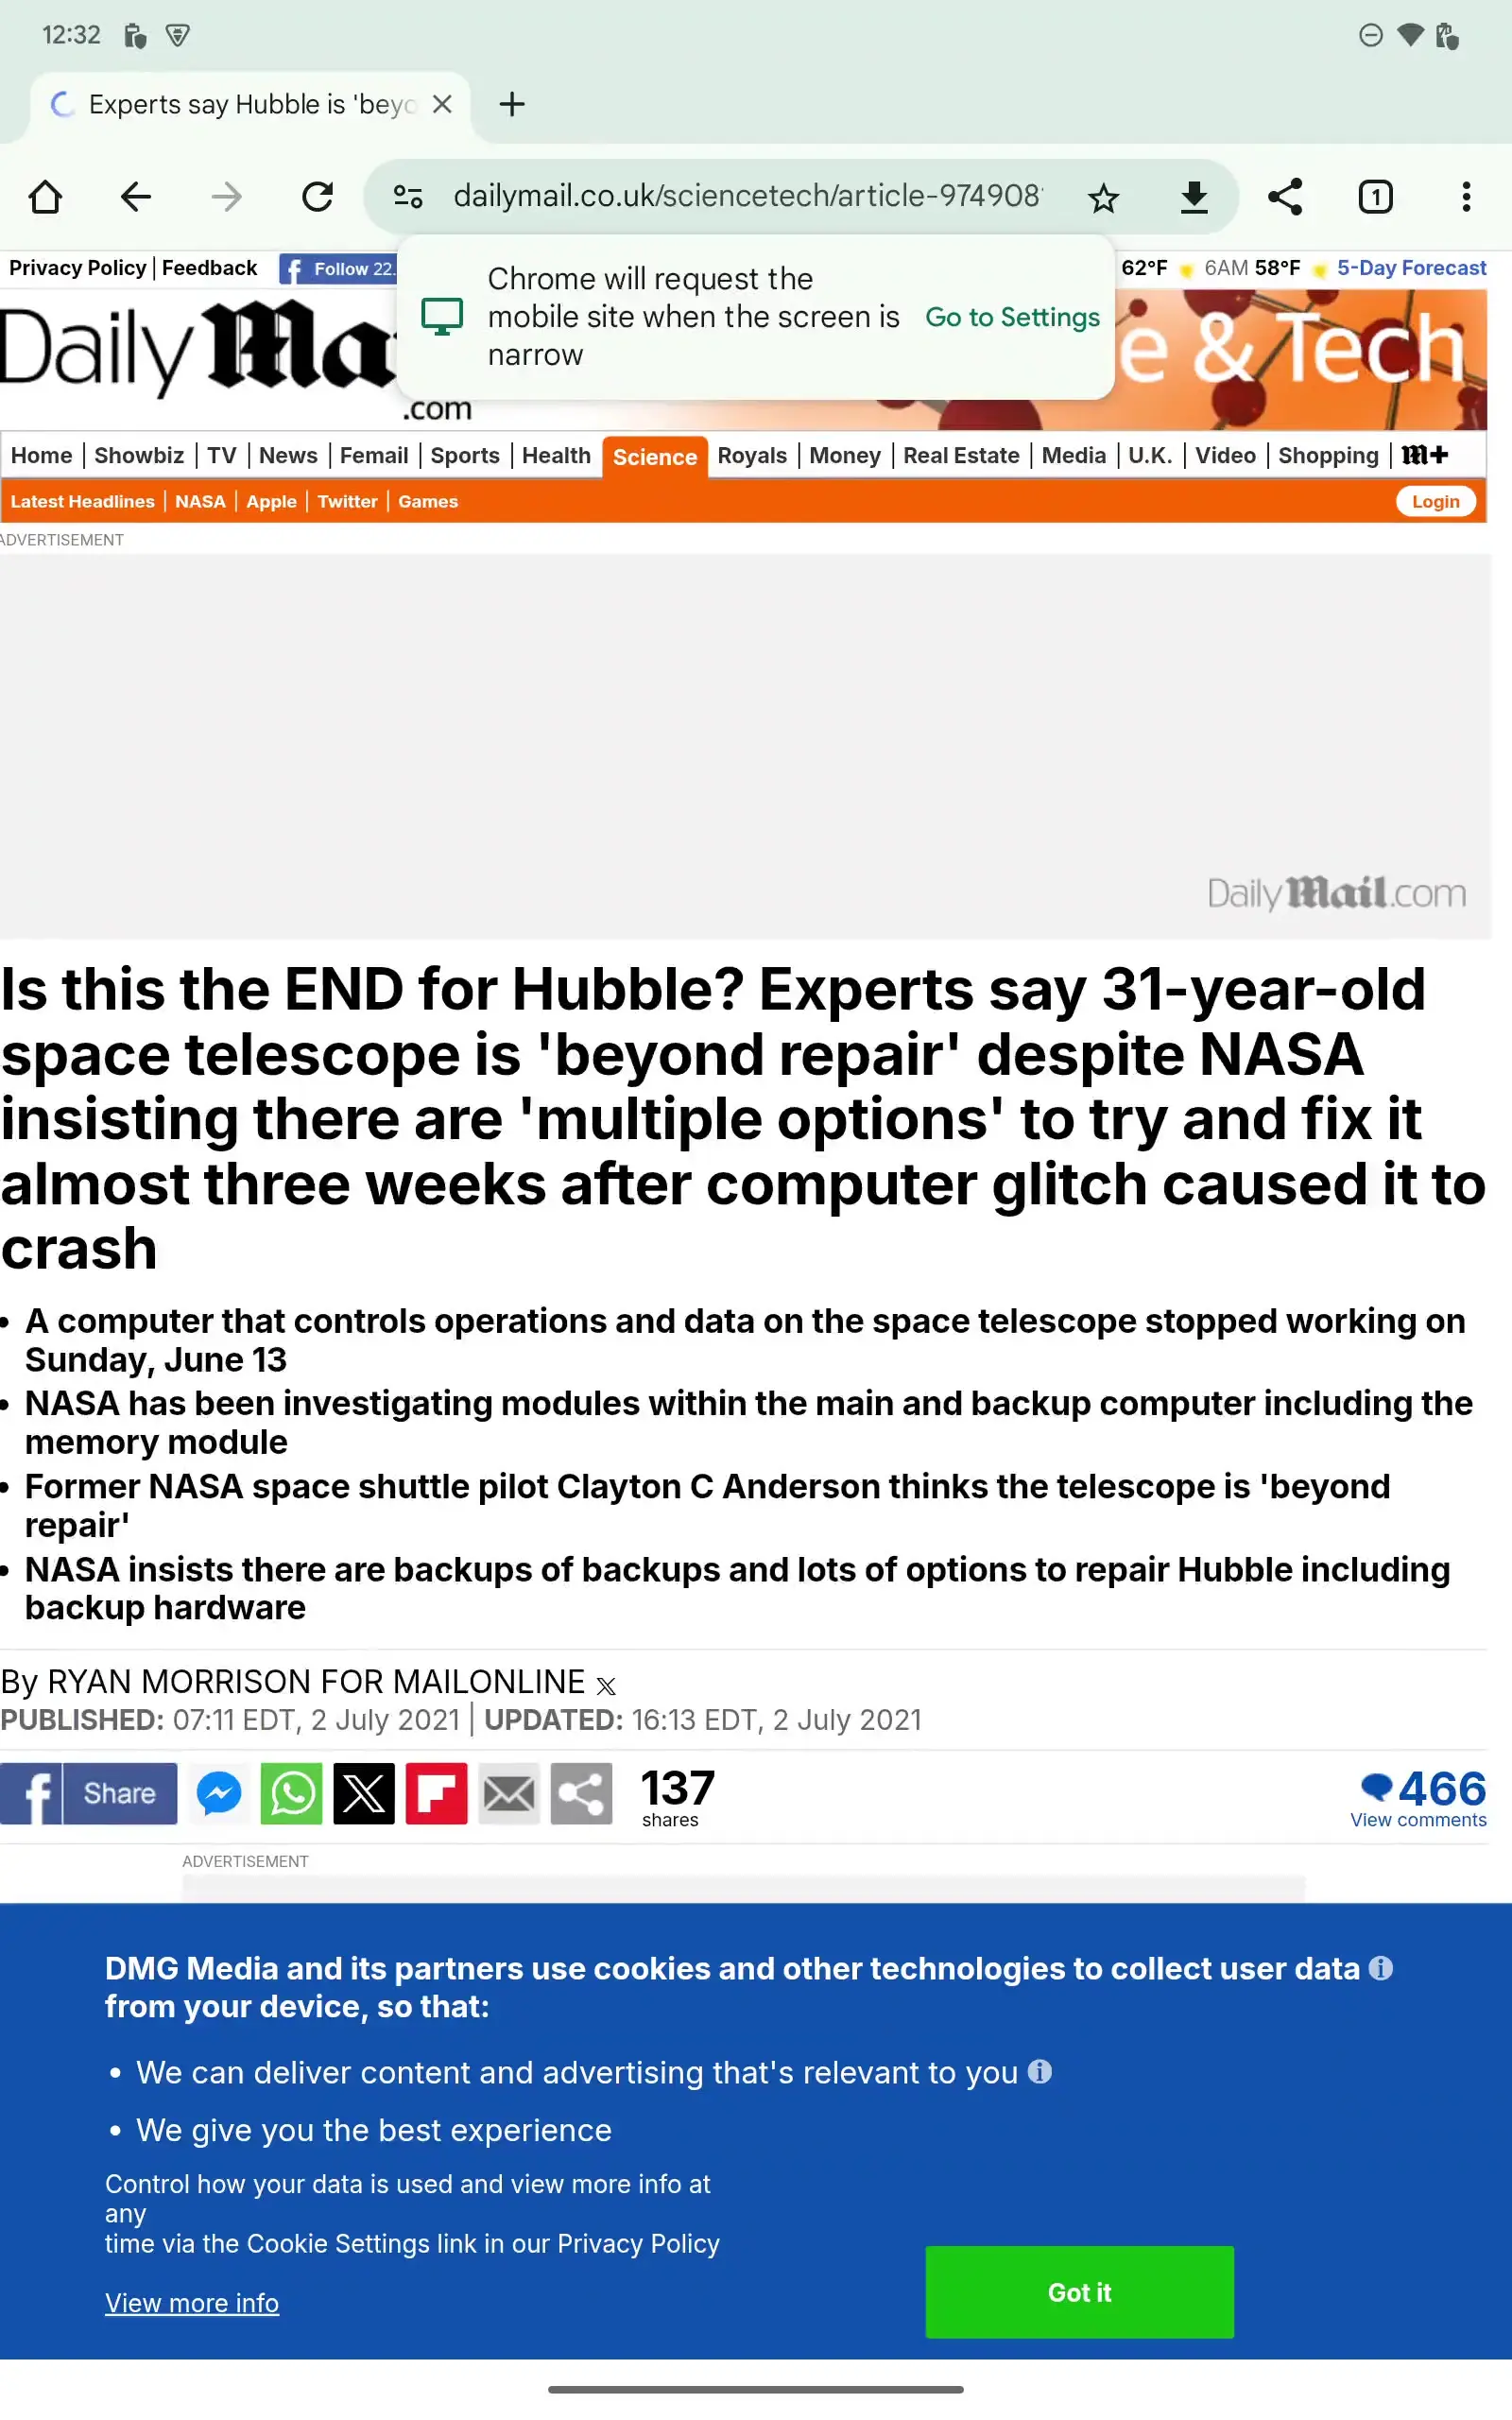 12:32
Experts say Hubble is 'beyo
dailymail.co.uk/sciencetech/article-974908
1
Privacy Policy | Feedback
Follow 22.
62°F 6AM 58°F 5-Day Forecast
Chrome will request the
mobile site when the screen is
narrow
Go to Settings
Daily Ma
.com
e & Tech
Home | Showbiz | TV | News | Femail | Sports | Health | Science | Royals | Money | Real Estate | Media | U.K. | Video | Shopping | m+
Latest Headlines | NASA | Apple | Twitter | Games
Login
ADVERTISEMENT
Daily Mail.com
Is this the END for Hubble? Experts say 31-year-old
space telescope is 'beyond repair' despite NASA
insisting there are 'multiple options' to try and fix it
almost three weeks after computer glitch caused it to
crash
• A computer that controls operations and data on the space telescope stopped working on
Sunday, June 13
• NASA has been investigating modules within the main and backup computer including the
memory module
• Former NASA space shuttle pilot Clayton C Anderson thinks the telescope is 'beyond
repair'
• NASA insists there are backups of backups and lots of options to repair Hubble including
backup hardware
By RYAN MORRISON FOR MAILONLINE
PUBLISHED: 07:11 EDT, 2 July 2021 | UPDATED: 16:13 EDT, 2 July 2021
Share
137
shares
466
View comments
ADVERTISEMENT
DMG Media and its partners use cookies and other technologies to collect user data
from your device, so that:
• We can deliver content and advertising that's relevant to you
• We give you the best experience
Control how your data is used and view more info at
any
time via the Cookie Settings link in our Privacy Policy
View more info
Got it